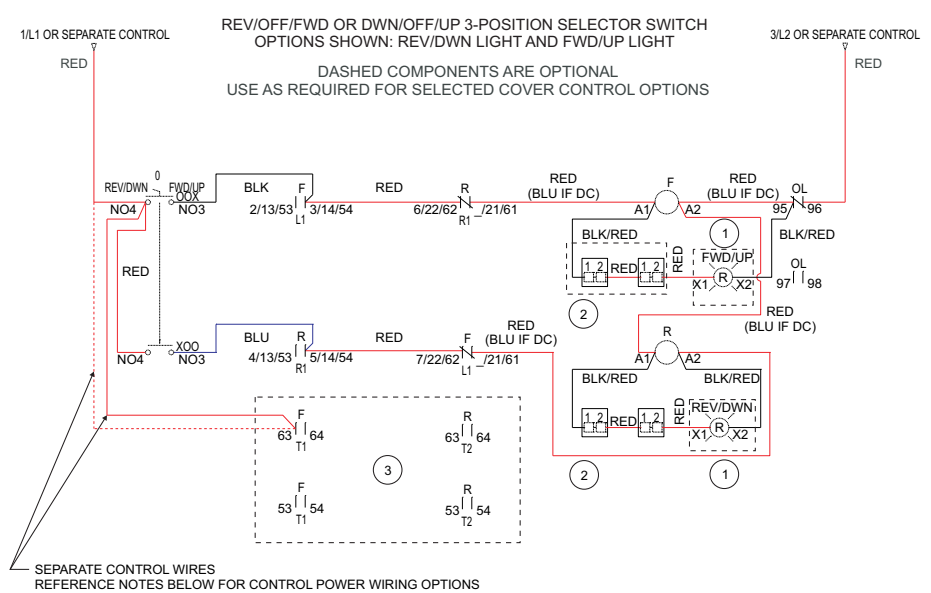 REV/OFF/FWD OR DWN/OFF/UP 3-POSITION SELECTOR SWITCH
OPTIONS SHOWN: REV/DWN LIGHT AND FWD/UP LIGHT
1/L1 OR SEPARATE CONTROL
3/L2 OR SEPARATE CONTROL
RED
RED
DASHED COMPONENTS ARE OPTIONAL
USE AS REQUIRED FOR SELECTED COVER CONTROL OPTIONS
0
REV/DWN
FWD/UP
OOX
NO4
NO3
BLK
F
2/13/53
3/14/54
L1
RED
R
6/22/62
_/21/61
R1
RED
(BLU IF DC)
F
A1
A2
RED
(BLU IF DC)
OL
95
96
BLK/RED
1
BLK/RED
FWD/UP
1 2
RED
1 2
RED
X1
R
X2
OL
97
98
2
RED
RED
(BLU IF DC)
XOO
NO4
NO3
BLU
R
4/13/53
5/14/54
R1
RED
F
7/22/62
_/21/61
L1
RED
(BLU IF DC)
R
A1
A2
BLK/RED
BLK/RED
REV/DWN
1 2
RED
1 2
RED
X1
R
X2
2
1
F
63
64
T1
R
63
64
T2
3
F
53
54
T1
R
53
54
T2
SEPARATE CONTROL WIRES
REFERENCE NOTES BELOW FOR CONTROL POWER WIRING OPTIONS